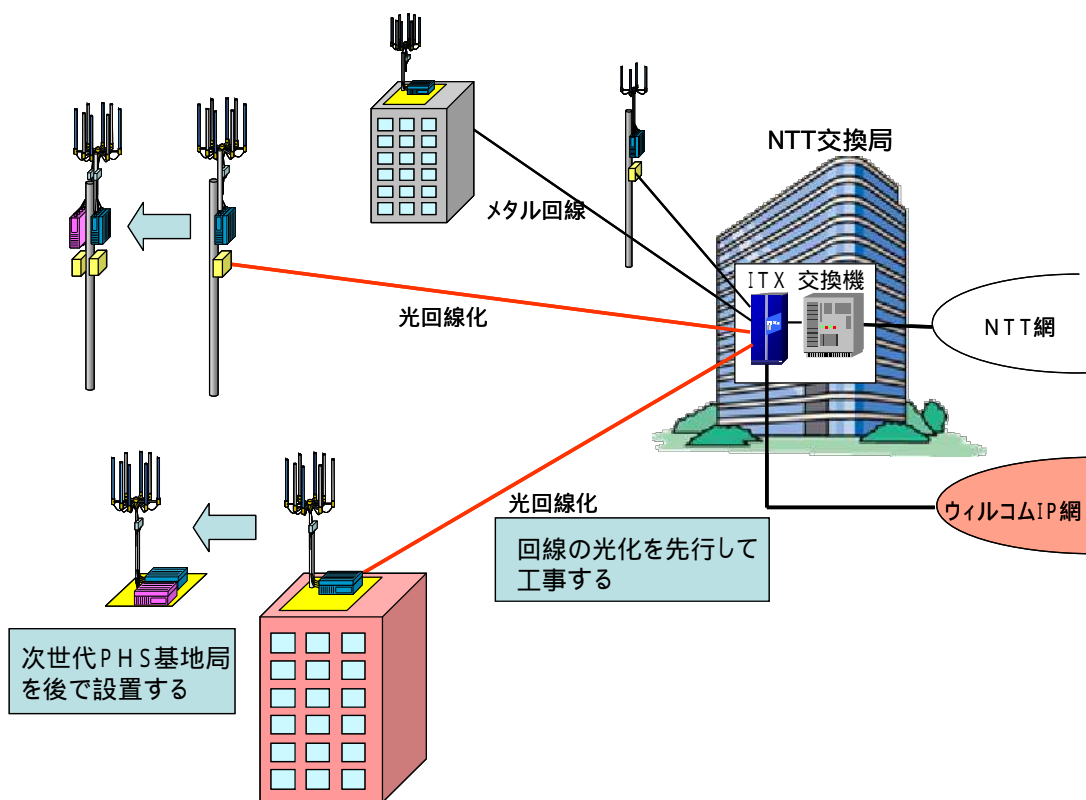 NTT交換局
メタル回線
ITX 交換機
NTT網
光回線化
光回線化
ウィルコムIP網
回線の光化を先行して
工事する
次世代PHS基地局
を後で設置する